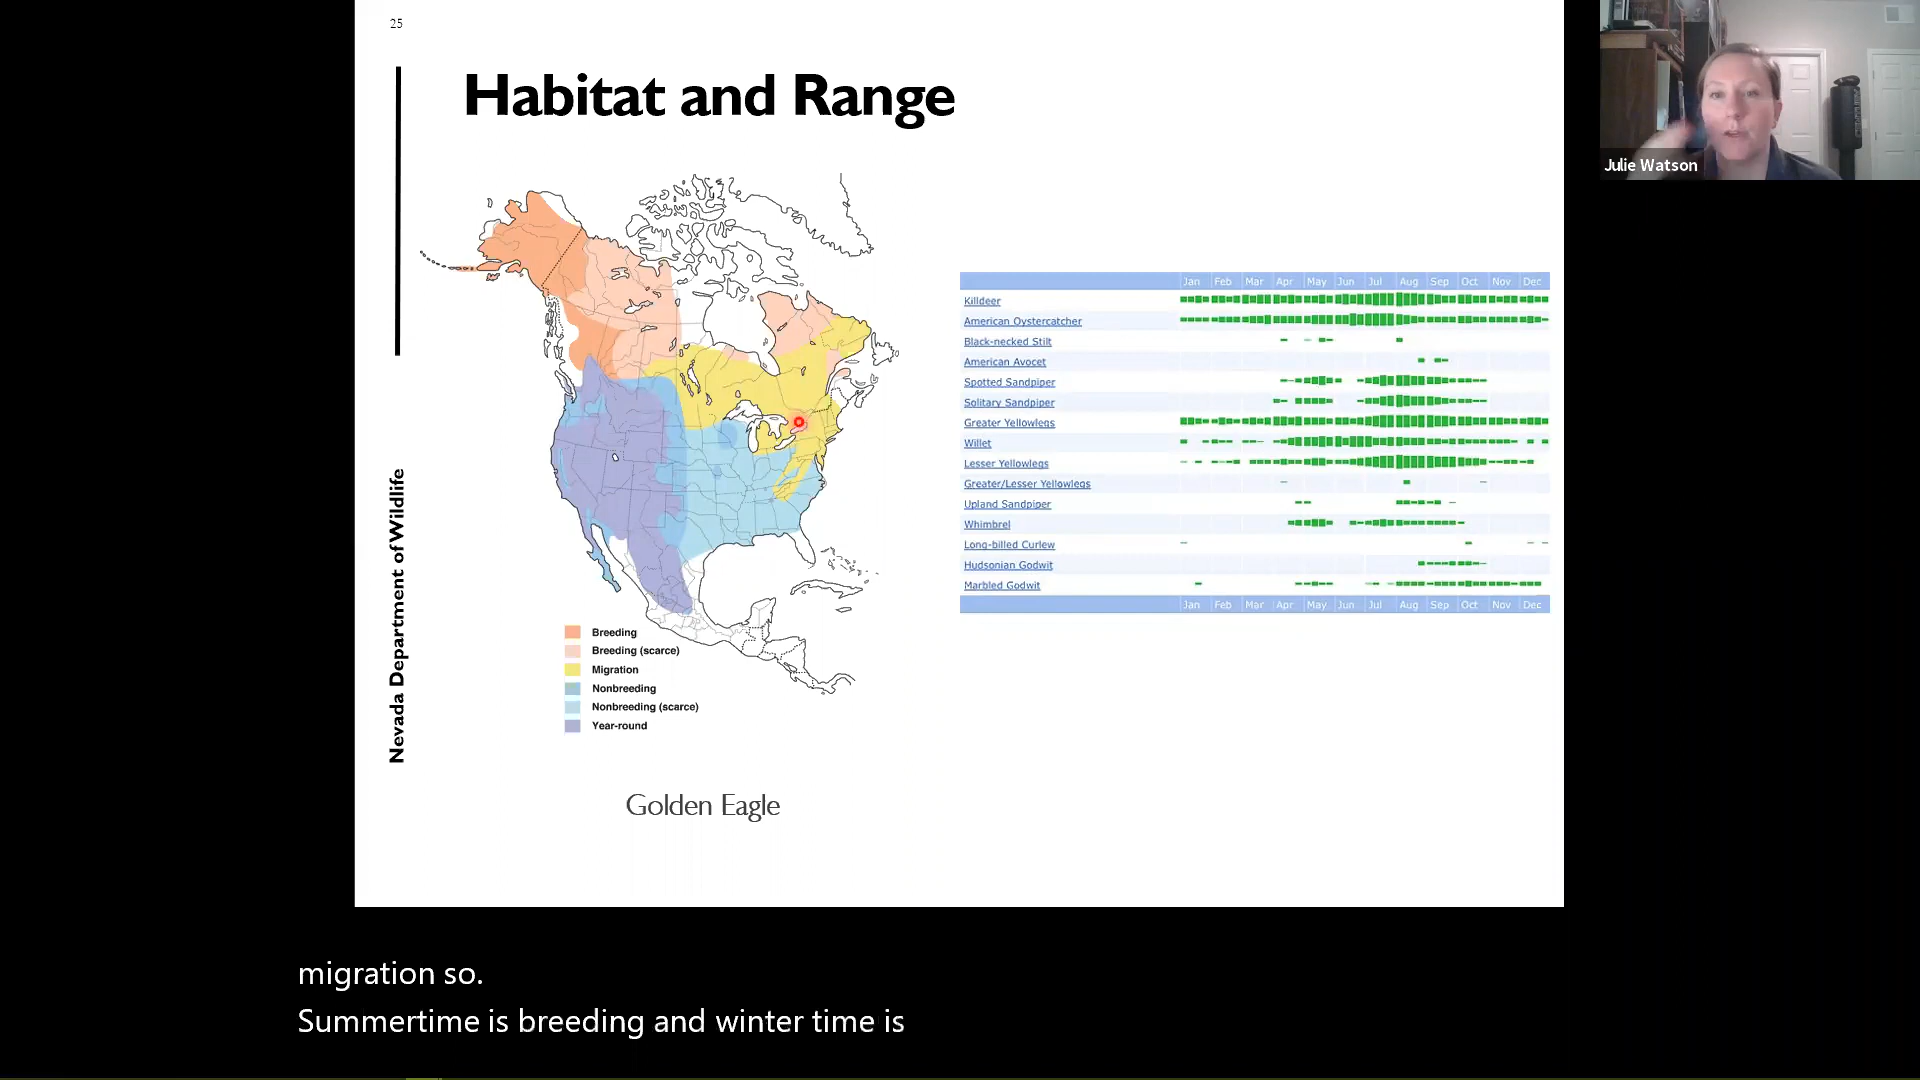 25
Habitat and Range
Julie Watson
Nevada Department of Wildlife
Jan Feb Mar Apr May Jun Jul Aug Sep Oct Nov Dec
Killdeer
American Oystercatcher
Black-necked Stilt
American Avocet
Spotted Sandpiper
Solitary Sandpiper
Greater Yellowlegs
Willet
Lesser Yellowlegs
Greater/Lesser Yellowlegs
Upland Sandpiper
Whimbrel
Long-billed Curlew
Hudsonian Godwit
Marbled Godwit
Jan Feb Mar Apr May Jun Jul Aug Sep Oct Nov Dec
Breeding
Breeding (scarce)
Migration
Nonbreeding
Nonbreeding (scarce)
Year-round
Golden Eagle
migration so.
Summertime is breeding and winter time is